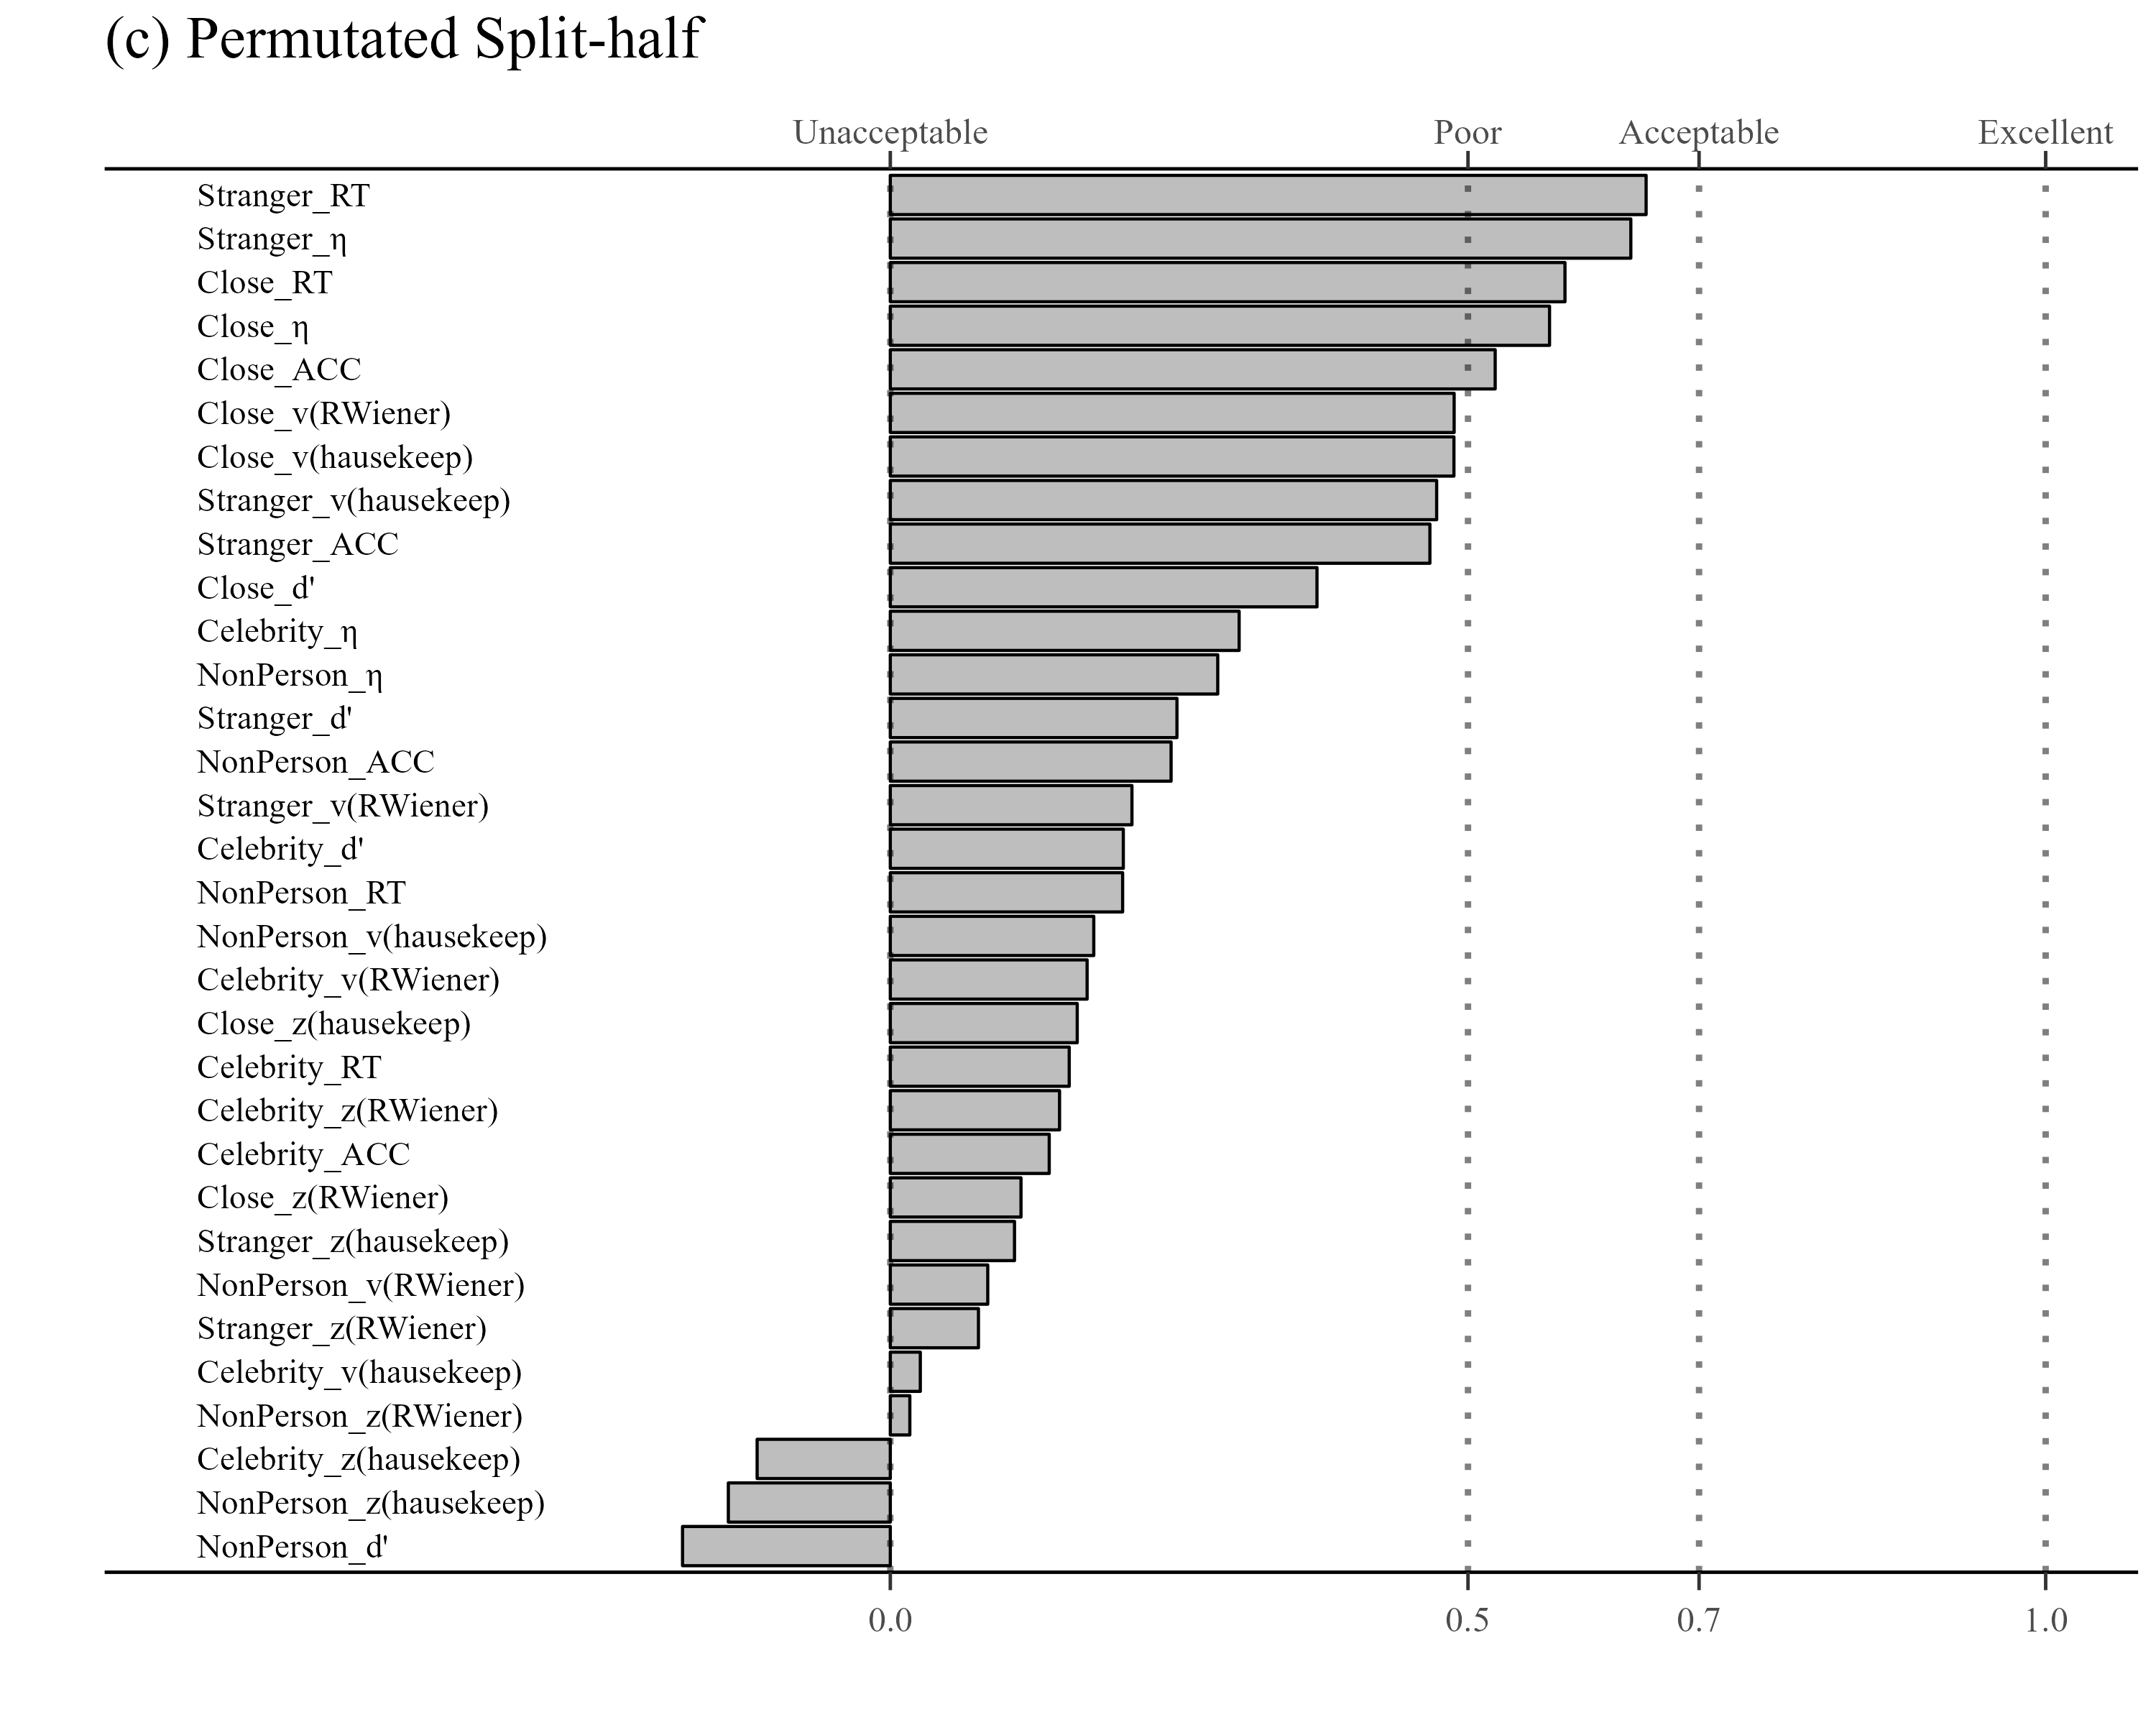 (c) Permutated Split-half
Unacceptable Poor Acceptable Excellent
Stranger_RT
Stranger_η
Close_RT
Close_η
Close_ACC
Close_v(RWiener)
Close_v(hausekeep)
Stranger_v(hausekeep)
Stranger_ACC
Close_d'
Celebrity_η
NonPerson_η
Stranger_d'
NonPerson_ACC
Stranger_v(RWiener)
Celebrity_d'
NonPerson_RT
NonPerson_v(hausekeep)
Celebrity_v(RWiener)
Close_z(hausekeep)
Celebrity_RT
Celebrity_z(RWiener)
Celebrity_ACC
Close_z(RWiener)
Stranger_z(hausekeep)
NonPerson_v(RWiener)
Stranger_z(RWiener)
Celebrity_v(hausekeep)
NonPerson_z(RWiener)
Celebrity_z(hausekeep)
NonPerson_z(hausekeep)
NonPerson_d'
0.0 0.5 0.7 1.0